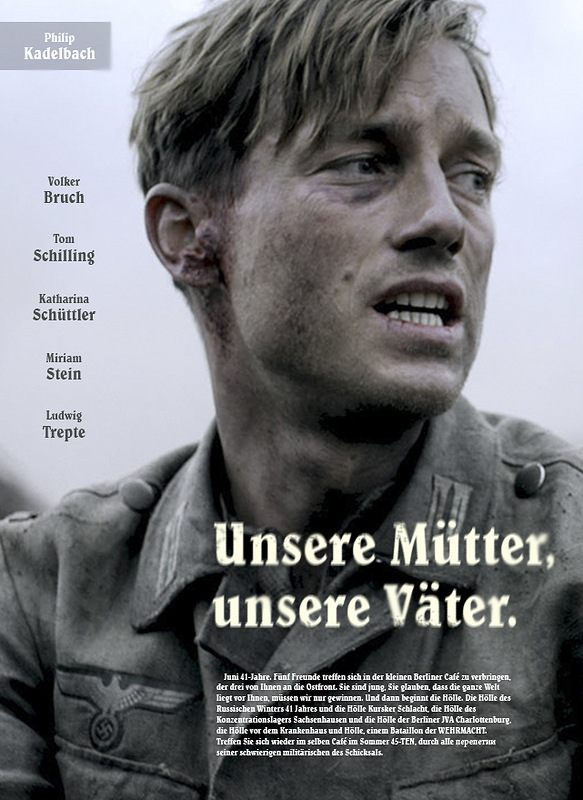 Philip
Kadelbach
Volker
Bruch
Tom
Schilling
Katharina
Schüttler
Miriam
Stein
Ludwig
Trepte
Unsere Mütter,
unsere Väter.
Juni 41-Jahre. Fünf Freunde treffen sich in der kleinen Berliner Café zu verbringen,
der drei von Ihnen an die Ostfront. Sie sind jung, Sie glauben, dass die ganze Welt
liegt vor Ihnen, müssen wir nur gewinnen. Und dann beginnt die Hölle. Die Hölle des
Russischen Winters 41 Jahres und die Hölle Kursker Schlacht, die Hölle des
Konzentrationslagers Sachsenhausen und die Hölle der Berliner JVA Charlottenburg,
die Hölle vor dem Krankenhaus und Hölle, einem Bataillon der WEHRMACHT.
Treffen Sie sich wieder im selben Café im Sommer 45-TEN, durch alle перепетии
seiner schwierigen militärischen des Schicksals.